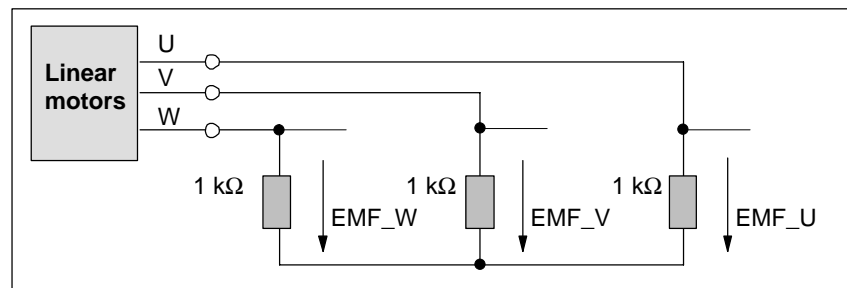 Linear
motors
U
V
W
1 kΩ
1 kΩ
1 kΩ
EMF_W
EMF_V
EMF_U